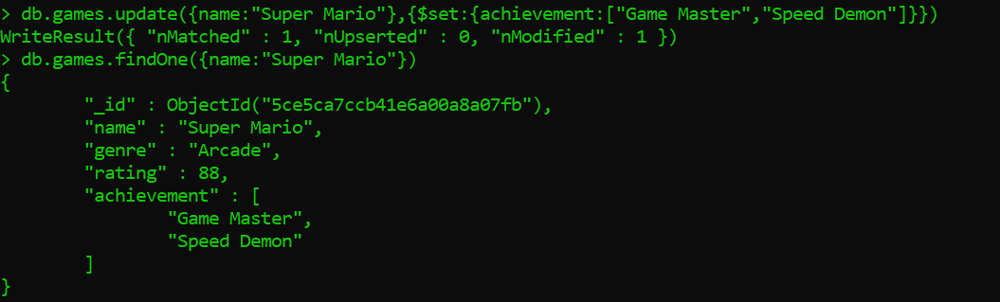 > db.games.update({name:"Super Mario"},{$set:{achievement:["Game Master","Speed Demon"]}})
WriteResult({ "nMatched" : 1, "nUpserted" : 0, "nModified" : 1 })
> db.games.findOne({name:"Super Mario"})
{
        "_id" : ObjectId("5ce5ca7ccb41e6a00a8a07fb"),
        "name" : "Super Mario",
        "genre" : "Arcade",
        "rating" : 88,
        "achievement" : [
                "Game Master",
                "Speed Demon"
        ]
}